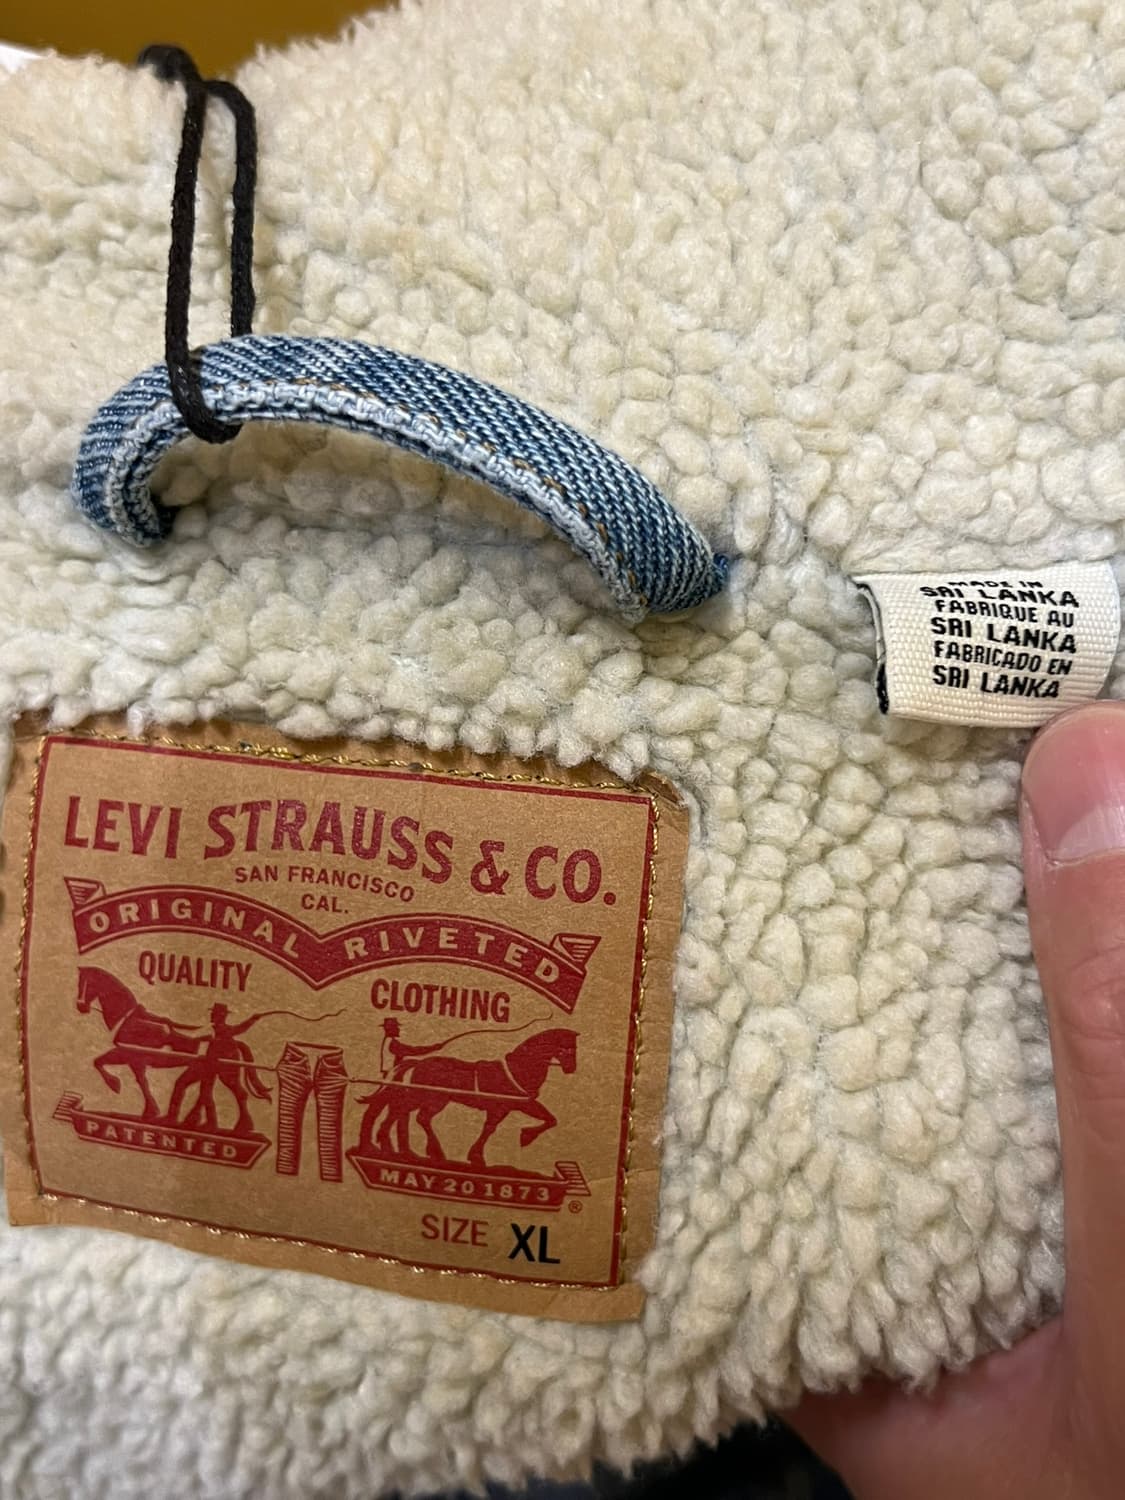 LEVI STRAUSS & CO.
SAN FRANCISCO
CAL.
ORIGINAL RIVETED
QUALITY CLOTHING
PATENTED MAY 20 1873
®
SIZE XL
MADE IN
SRI LANKA
FABRIQUE AU
SRI LANKA
FABRICADO EN
SRI LANKA